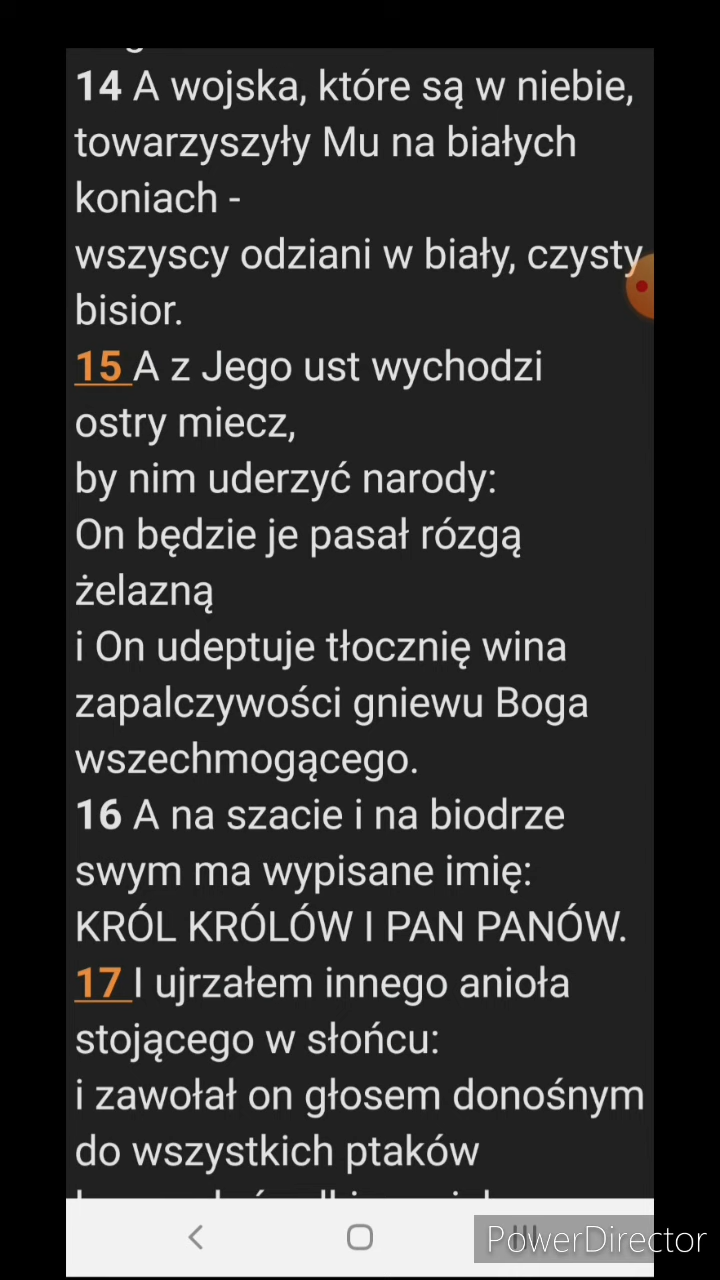 14 A wojska, które są w niebie,
towarzyszyły Mu na białych
koniach -
wszyscy odziani w biały, czysty
bisior.
15 A z Jego ust wychodzi
ostry miecz,
by nim uderzyć narody:
On będzie je pasał rózgą
żelazną
i On udeptuje tłocznię wina
zapalczywości gniewu Boga
wszechmogącego.
16 A na szacie i na biodrze
swym ma wypisane imię:
KRÓL KRÓLÓW I PAN PANÓW.
17 I ujrzałem innego anioła
stojącego w słońcu:
i zawołał on głosem donośnym
do wszystkich ptaków
PowerDirector